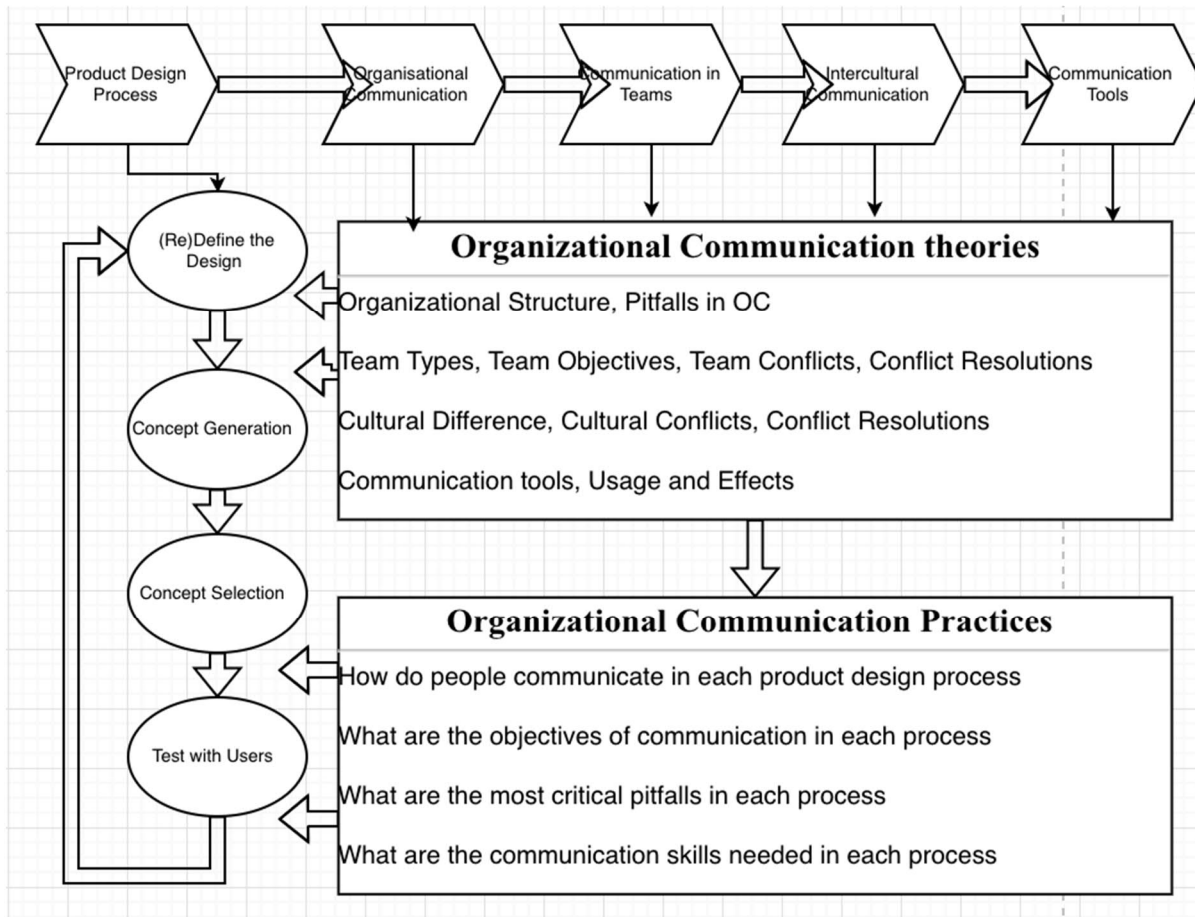 Product Design
Process
Organisational
Communication
Communication in
Teams
Intercultural
Communication
Communication
Tools
(Re)Define the
Design
Concept Generation
Concept Selection
Test with Users
Organizational Communication theories
Organizational Structure, Pitfalls in OC
Team Types, Team Objectives, Team Conflicts, Conflict Resolutions
Cultural Difference, Cultural Conflicts, Conflict Resolutions
Communication tools, Usage and Effects
Organizational Communication Practices
How do people communicate in each product design process
What are the objectives of communication in each process
What are the most critical pitfalls in each process
What are the communication skills needed in each process